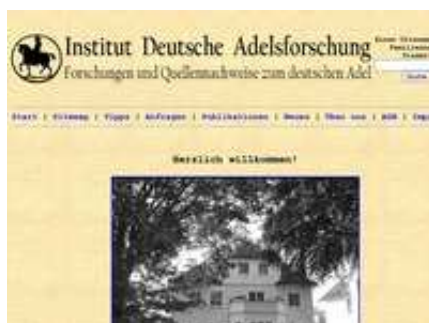 Institut Deutsche Adelsforschung
Forschungen und Quellennachweise zum deutschen Adel
Start | Sitemap | Tipps | Anfragen | Publikationen | Neues | Über uns | AGB |
Herzlich willkommen!